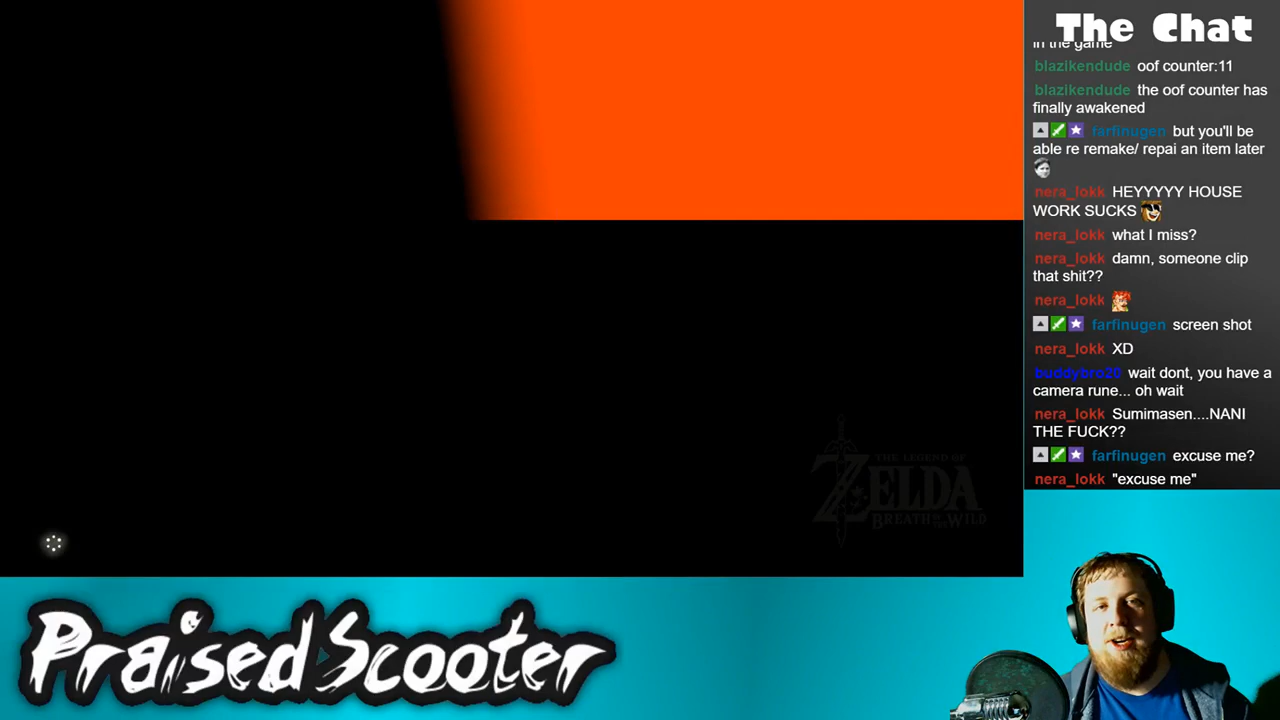 The Chat
in the game
blazikendude oof counter:11
blazikendude the oof counter has
finally awakened
farfinugen but you'll be
able re remake/ repai an item later
nera_lokk HEYYYYY HOUSE
WORK SUCKS
nera_lokk what I miss?
nera_lokk damn, someone clip
that shit??
nera_lokk
farfinugen screen shot
nera_lokk XD
buddybro20 wait dont, you have a
camera rune... oh wait
nera_lokk Sumimasen....NANI
THE FUCK??
farfinugen excuse me?
nera_lokk "excuse me"
THE LEGEND OF
ZELDA
BREATH OF THE WILD
PraisedScooter